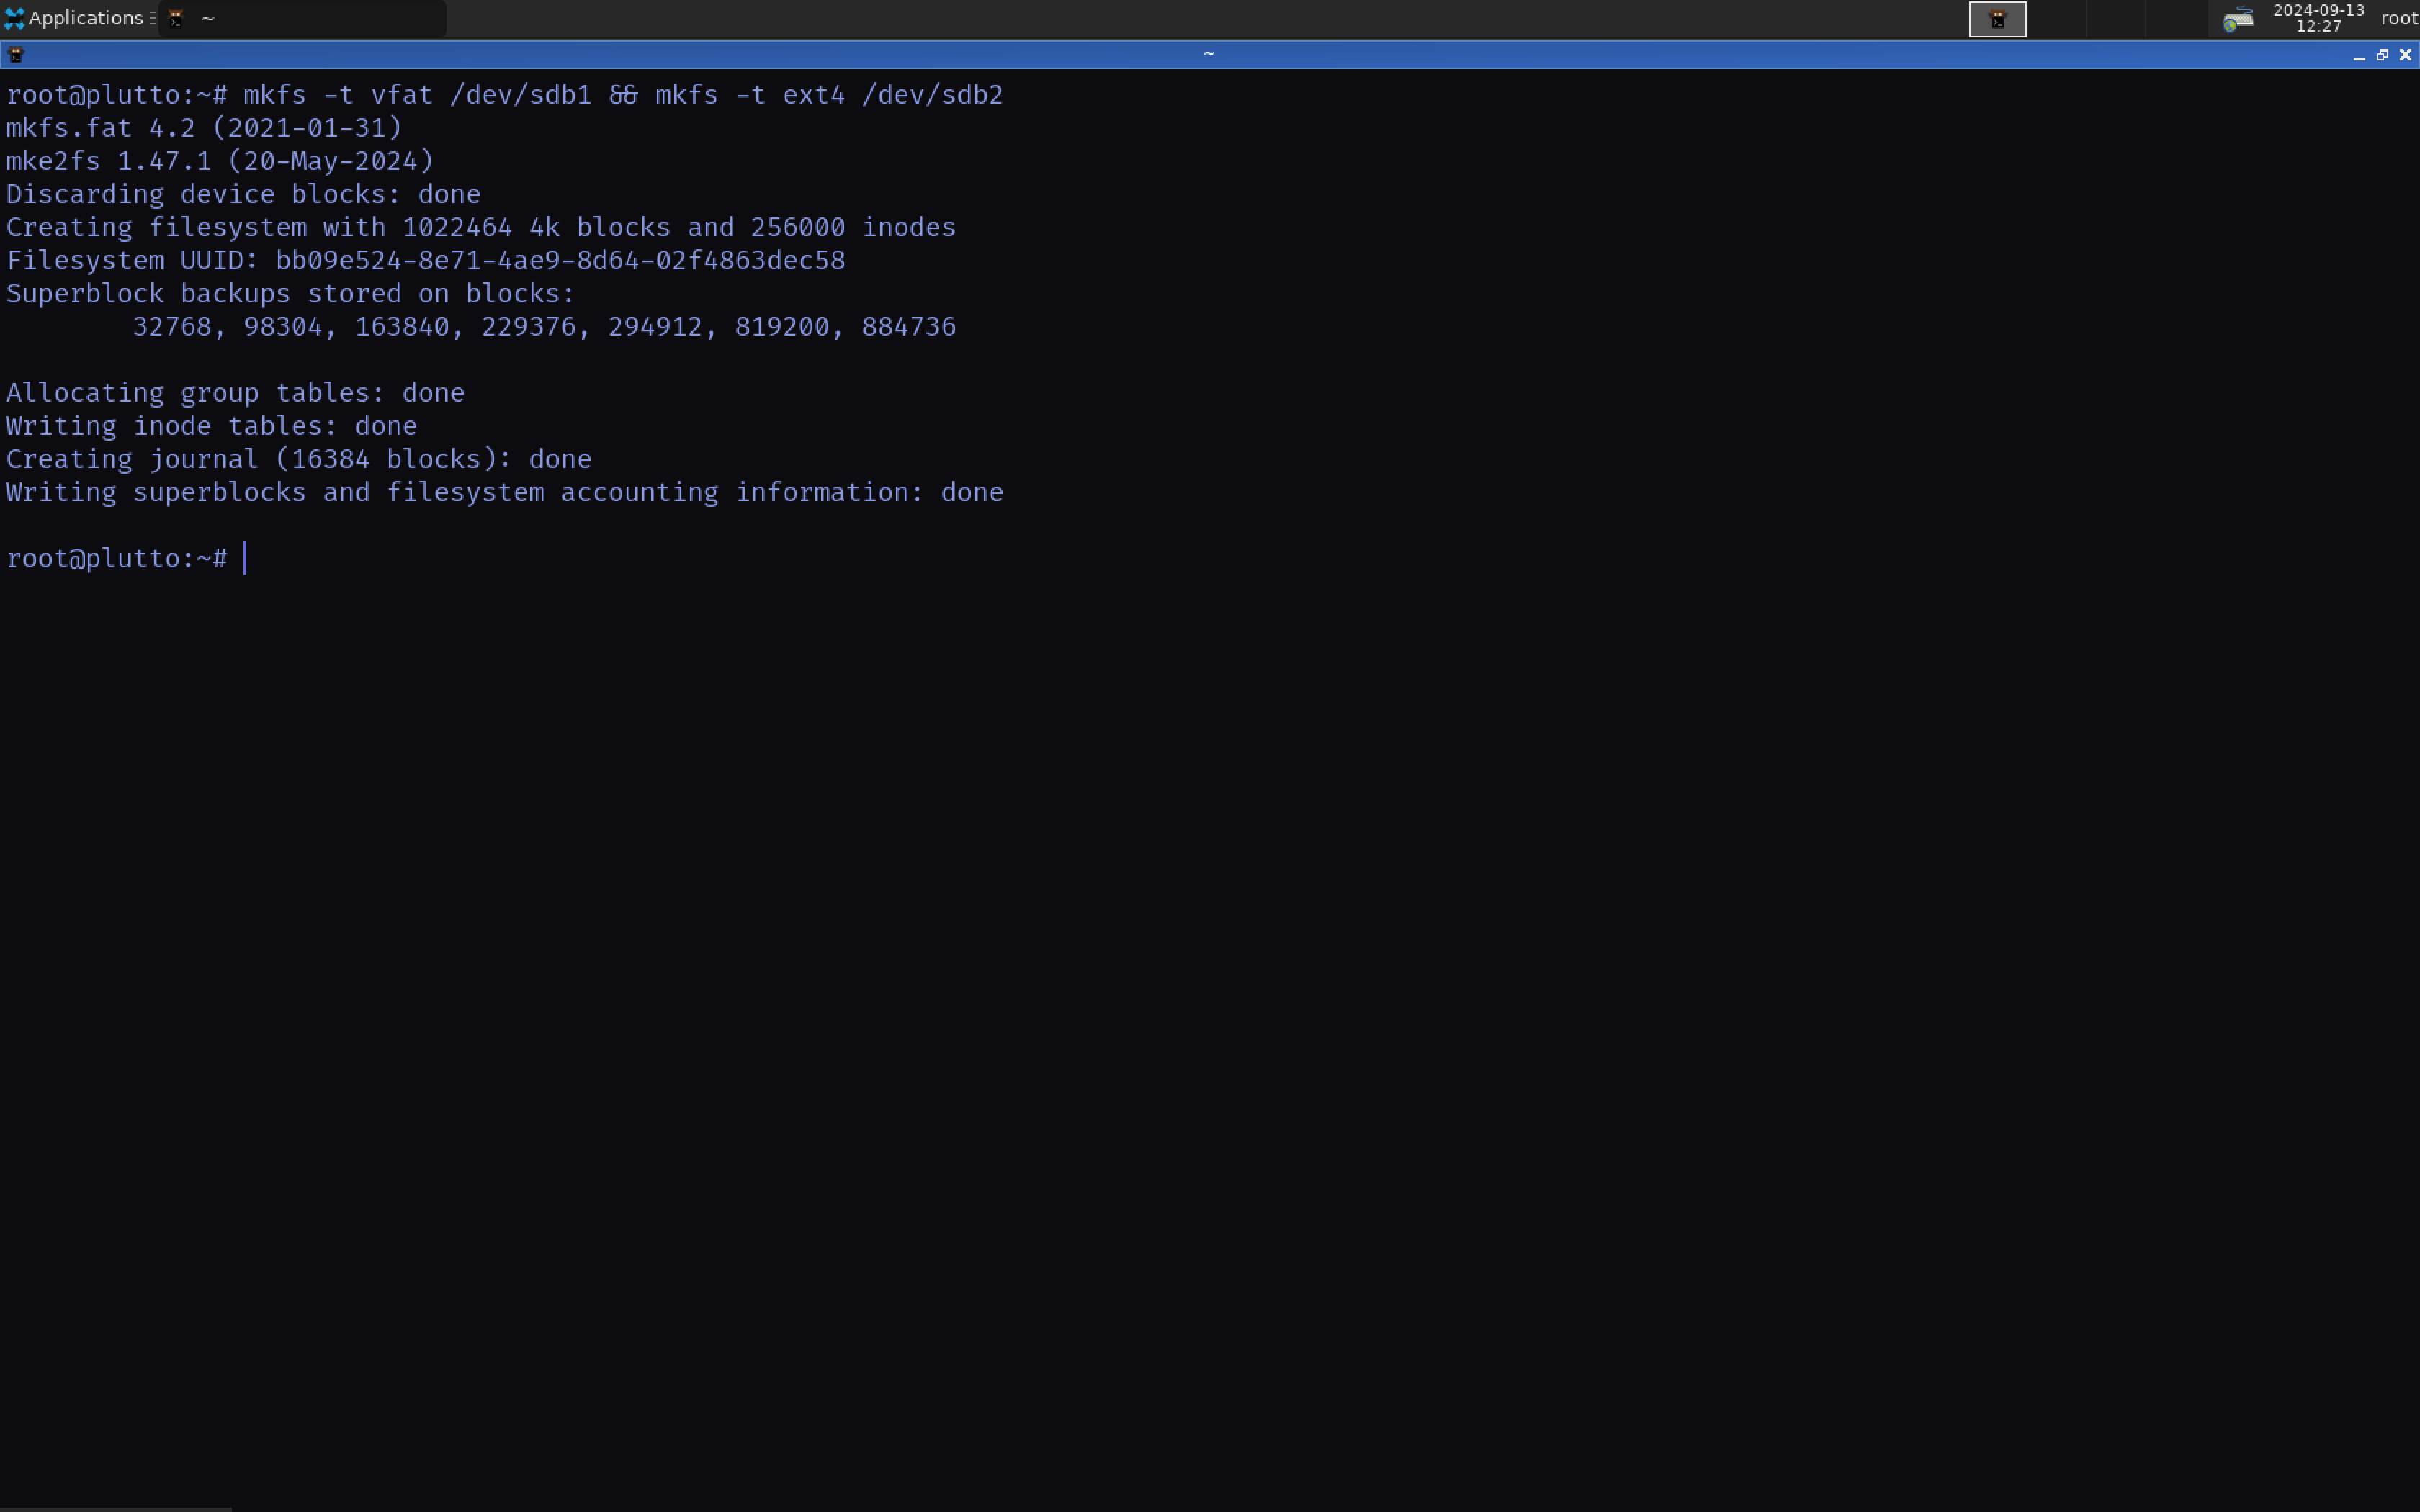 Applications
~
2024-09-13
12:27
root
~
root@plutto:~# mkfs -t vfat /dev/sdb1 && mkfs -t ext4 /dev/sdb2
mkfs.fat 4.2 (2021-01-31)
mke2fs 1.47.1 (20-May-2024)
Discarding device blocks: done
Creating filesystem with 1022464 4k blocks and 256000 inodes
Filesystem UUID: bb09e524-8e71-4ae9-8d64-02f4863dec58
Superblock backups stored on blocks:
        32768, 98304, 163840, 229376, 294912, 819200, 884736
Allocating group tables: done
Writing inode tables: done
Creating journal (16384 blocks): done
Writing superblocks and filesystem accounting information: done
root@plutto:~#